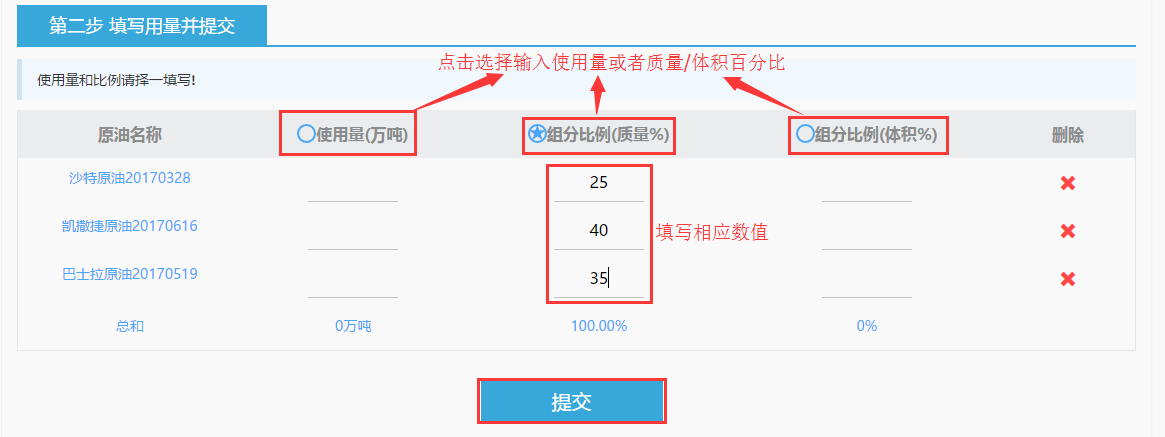 第二步 填写用量并提交
点击选择输入使用量或者质量/体积百分比
使用量和比例请择一填写!
原油名称 使用量(万吨) 组分比例(质量%) 组分比例(体积%) 删除
沙特原油20170328 25
凯撒捷原油20170616 40 填写相应数值
巴士拉原油20170519 35
总和 0万吨 100.00% 0%
提交